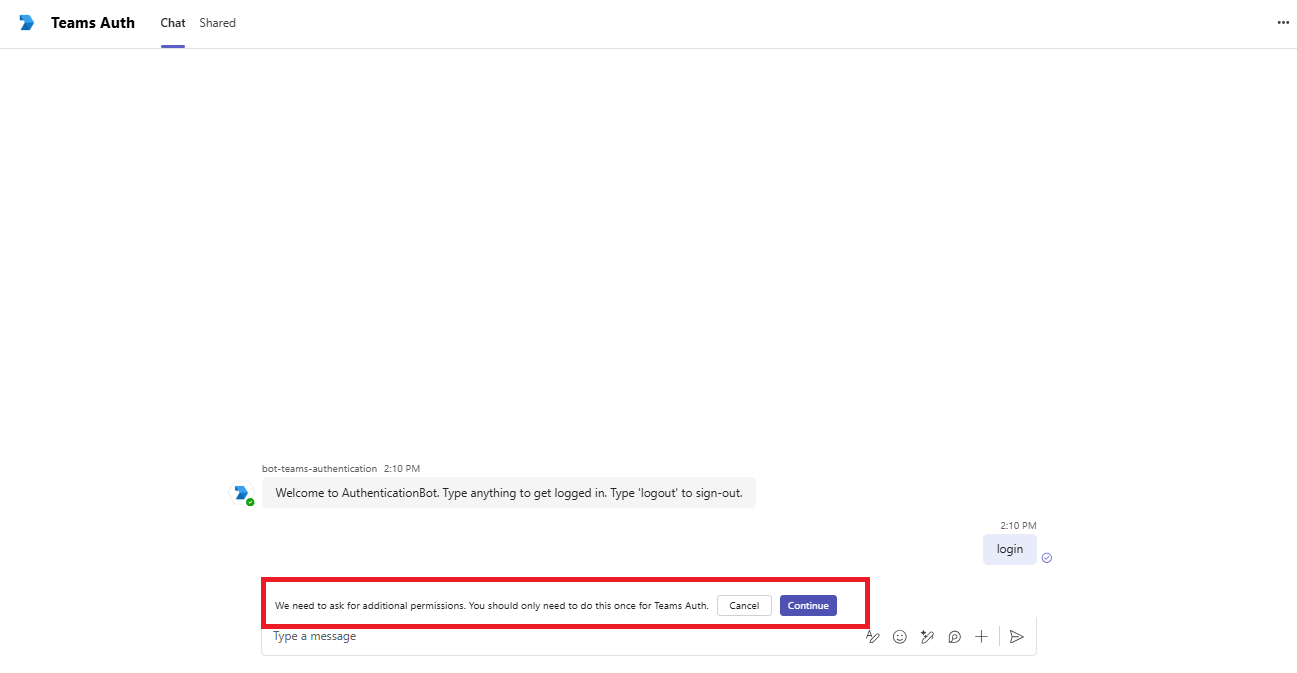 Teams Auth Chat Shared
bot-teams-authentication 2:10 PM
Welcome to AuthenticationBot. Type anything to get logged in. Type 'logout' to sign-out.
2:10 PM
login
We need to ask for additional permissions. You should only need to do this once for Teams Auth. Cancel Continue
Type a message